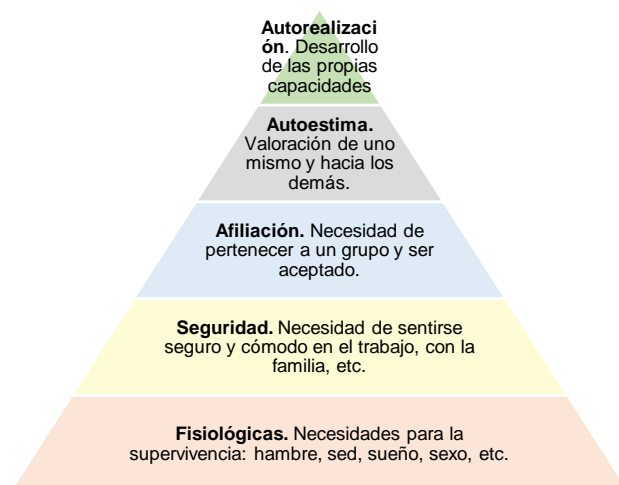 Autorealizaci
ón. Desarrollo
de las propias
capacidades
Autoestima.
Valoración de uno
mismo y hacia los
demás.
Afiliación. Necesidad de
pertenecer a un grupo y ser
aceptado.
Seguridad. Necesidad de sentirse
seguro y cómodo en el trabajo, con la
familia, etc.
Fisiológicas. Necesidades para la
supervivencia: hambre, sed, sueño, sexo, etc.